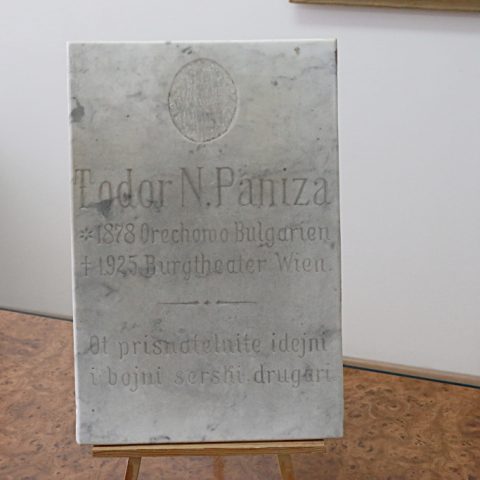 Todor N. Paniza
*1878 Orechowo Bulgarien
†1925 Burgtheater Wien.
Ot prisnatelnite idejni
i bojni serski drugari